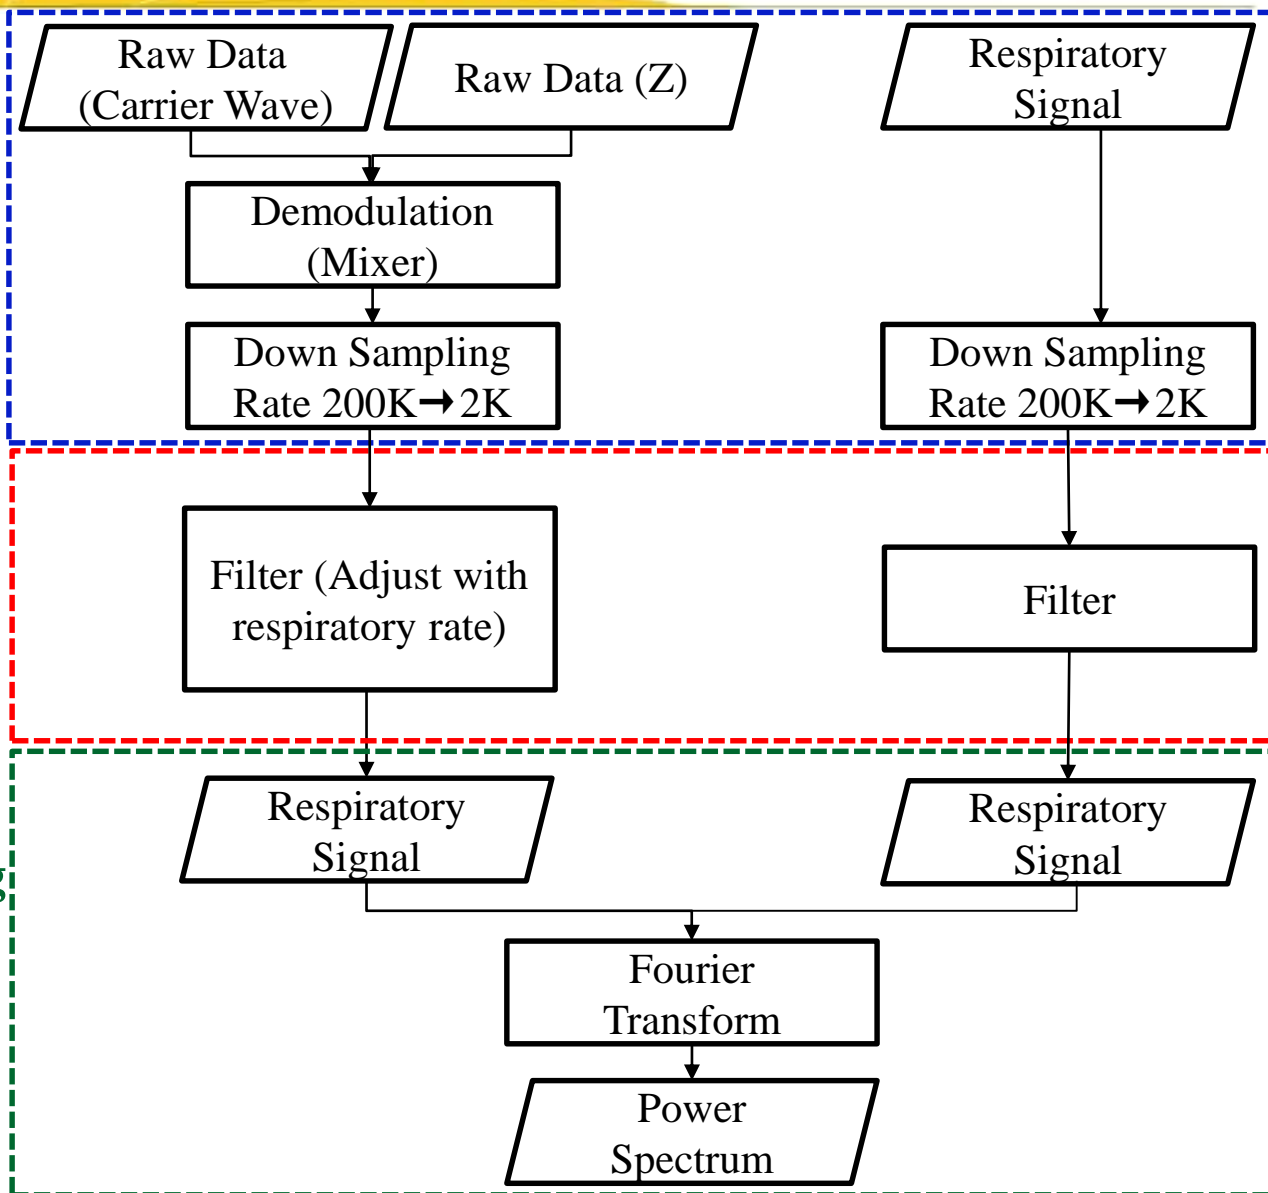 Raw Data
(Carrier Wave)
Raw Data (Z)
Respiratory
Signal
Demodulation
(Mixer)
Down Sampling
Rate 200K→2K
Down Sampling
Rate 200K→2K
Filter (Adjust with
respiratory rate)
Filter
Respiratory
Signal
Respiratory
Signal
g
Fourier
Transform
Power
Spectrum